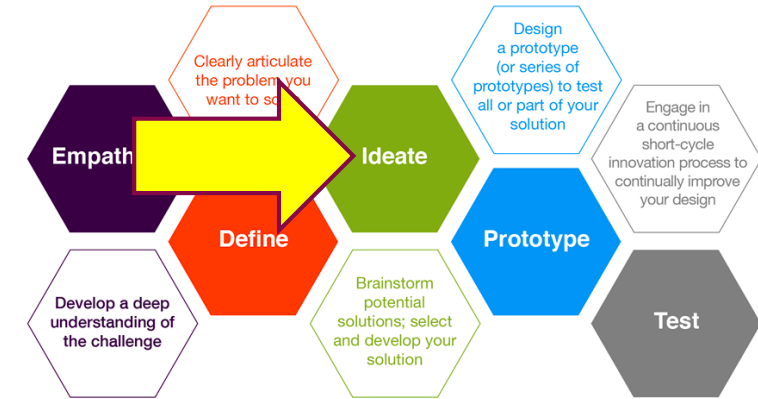 Clearly articulate
the problem you
want to
Empath
Ideate
Define
Develop a deep
understanding of
the challenge
Brainstorm
potential
solutions; select
and develop your
solution
Design
a prototype
(or series of
prototypes) to test
all or part of your
solution
Prototype
Engage in
a continuous
short-cycle
innovation process to
continually improve
your design
Test